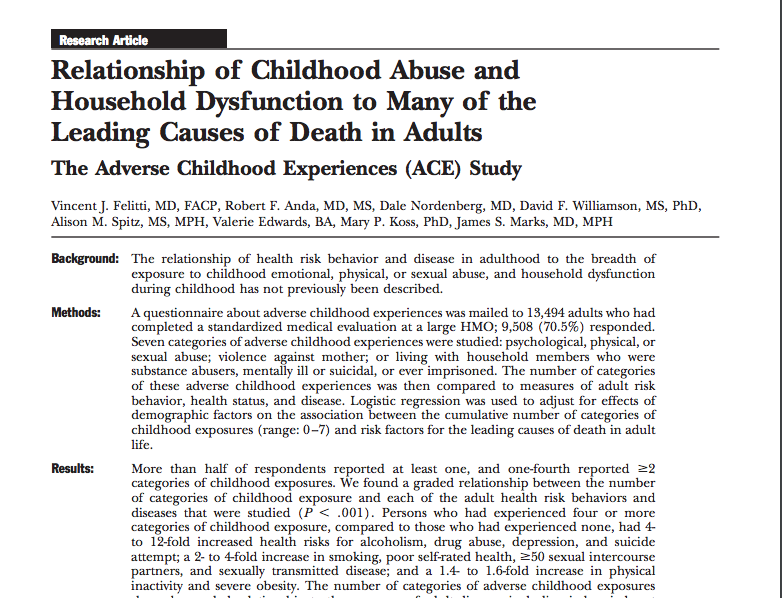 Research Article
Relationship of Childhood Abuse and
Household Dysfunction to Many of the
Leading Causes of Death in Adults
The Adverse Childhood Experiences (ACE) Study
Vincent J. Felitti, MD, FACP, Robert F. Anda, MD, MS, Dale Nordenberg, MD, David F. Williamson, MS, PhD,
Alison M. Spitz, MS, MPH, Valerie Edwards, BA, Mary P. Koss, PhD, James S. Marks, MD, MPH
Background: The relationship of health risk behavior and disease in adulthood to the breadth of
exposure to childhood emotional, physical, or sexual abuse, and household dysfunction
during childhood has not previously been described.
Methods: A questionnaire about adverse childhood experiences was mailed to 13,494 adults who had
completed a standardized medical evaluation at a large HMO; 9,508 (70.5%) responded.
Seven categories of adverse childhood experiences were studied: psychological, physical, or
sexual abuse; violence against mother; or living with household members who were
substance abusers, mentally ill or suicidal, or ever imprisoned. The number of categories
of these adverse childhood experiences was then compared to measures of adult risk
behavior, health status, and disease. Logistic regression was used to adjust for effects of
demographic factors on the association between the cumulative number of categories of
childhood exposures (range: 0–7) and risk factors for the leading causes of death in adult
life.
Results: More than half of respondents reported at least one, and one-fourth reported ≥2
categories of childhood exposures. We found a graded relationship between the number
of categories of childhood exposure and each of the adult health risk behaviors and
diseases that were studied (P < .001). Persons who had experienced four or more
categories of childhood exposure, compared to those who had experienced none, had 4-
to 12-fold increased health risks for alcoholism, drug abuse, depression, and suicide
attempt; a 2- to 4-fold increase in smoking, poor self-rated health, ≥50 sexual intercourse
partners, and sexually transmitted disease; and a 1.4- to 1.6-fold increase in physical
inactivity and severe obesity. The number of categories of adverse childhood exposures